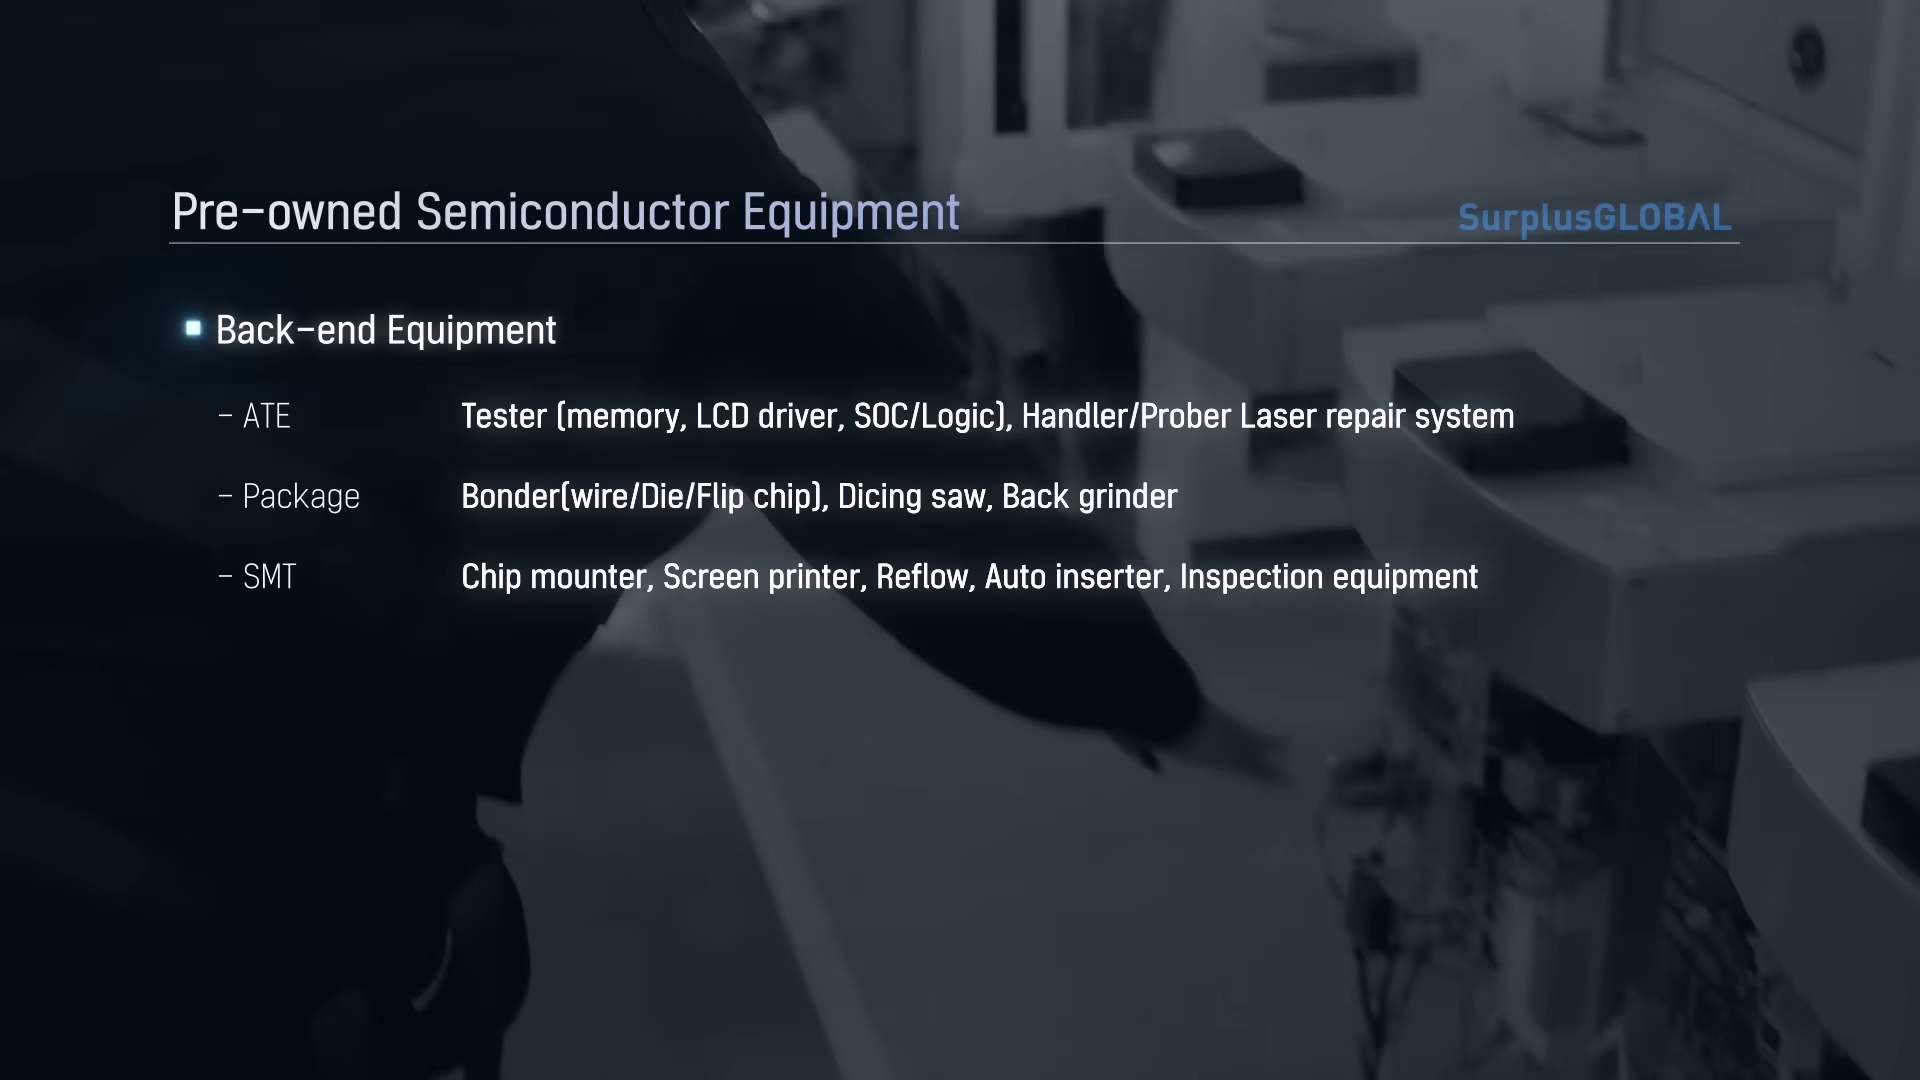 Pre-owned Semiconductor Equipment
SurplusGLOBAL
Back-end Equipment
- ATE Tester (memory, LCD driver, SOC/Logic), Handler/Prober Laser repair system
- Package Bonder(wire/Die/Flip chip), Dicing saw, Back grinder
- SMT Chip mounter, Screen printer, Reflow, Auto inserter, Inspection equipment